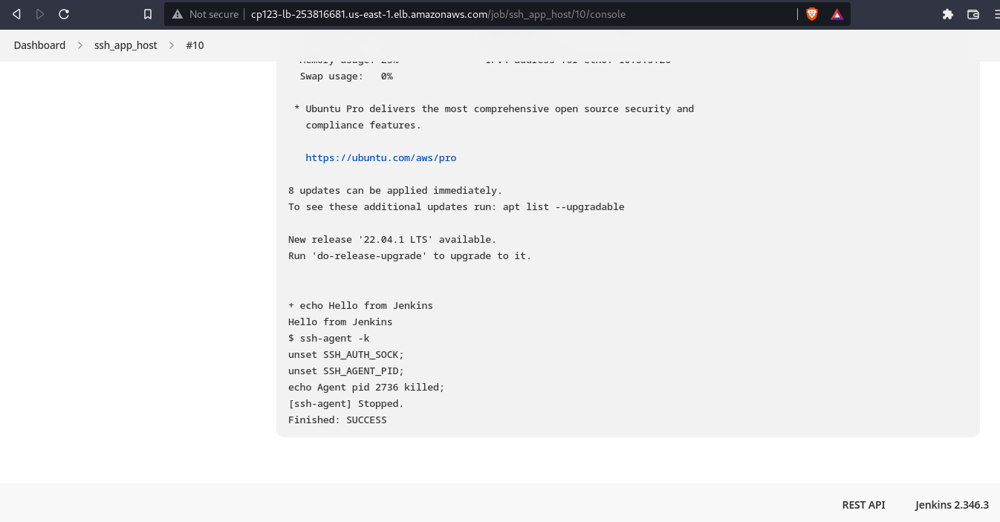 Not secure cp123-lb-253816681.us-east-1.elb.amazonaws.com/job/ssh_app_host/10/console
Dashboard ssh_app_host #10
Swap usage:   0%
* Ubuntu Pro delivers the most comprehensive open source security and
compliance features.
https://ubuntu.com/aws/pro
8 updates can be applied immediately.
To see these additional updates run: apt list --upgradable
New release '22.04.1 LTS' available.
Run 'do-release-upgrade' to upgrade to it.
+ echo Hello from Jenkins
Hello from Jenkins
$ ssh-agent -k
unset SSH_AUTH_SOCK;
unset SSH_AGENT_PID;
echo Agent pid 2736 killed;
[ssh-agent] Stopped.
Finished: SUCCESS
REST API Jenkins 2.346.3